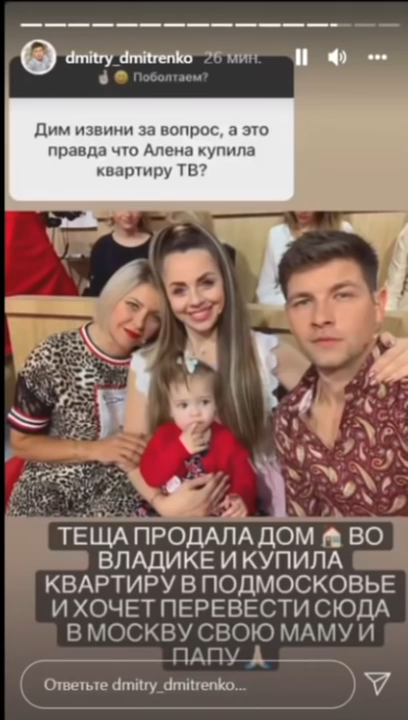 dmitry_dmitrenko 26 мин.
Поболтаем?
Дим извини за вопрос, а это
правда что Алена купила
квартиру ТВ?
ТЕЩА ПРОДАЛА ДОМ 🏠 ВО
ВЛАДИКЕ И КУПИЛА
КВАРТИРУ В ПОДМОСКОВЬЕ
И ХОЧЕТ ПЕРЕВЕСТИ СЮДА
В МОСКВУ СВОЮ МАМУ И
ПАПУ 🙏🏻
Ответьте dmitry_dmitrenko...